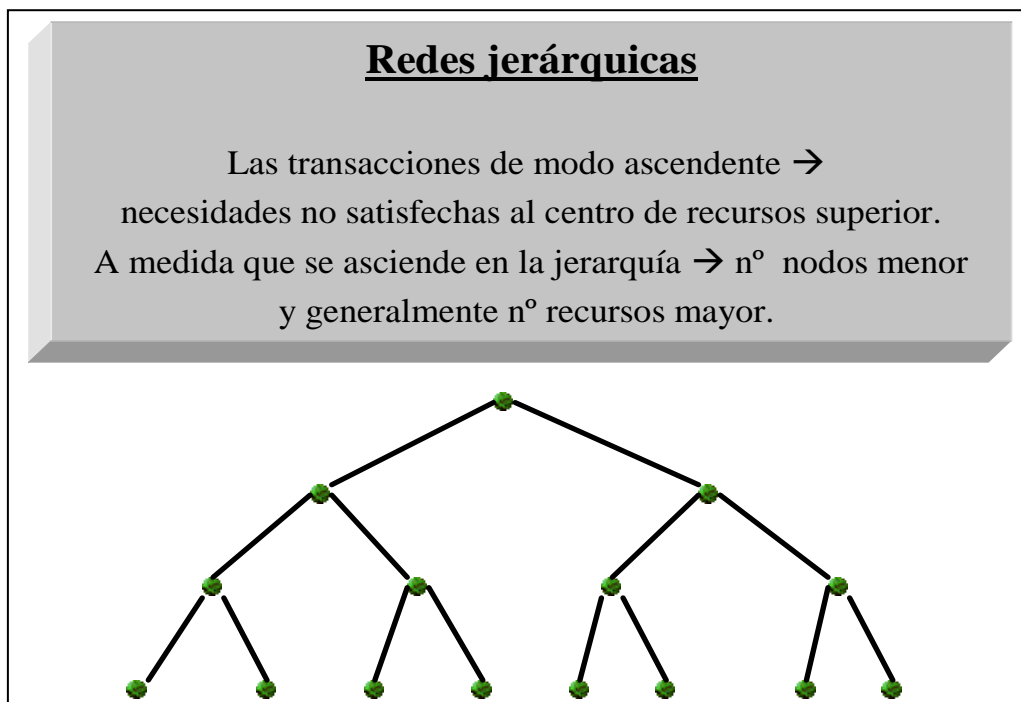 Redes jerárquicas
Las transacciones de modo ascendente →
necesidades no satisfechas al centro de recursos superior.
A medida que se asciende en la jerarquía → nº nodos menor
y generalmente nº recursos mayor.